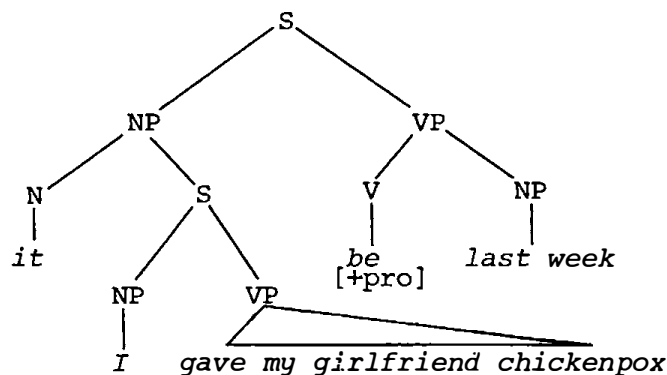 S
NP VP
N S V NP
it be last week
NP VP [+pro]
I gave my girlfriend chickenpox